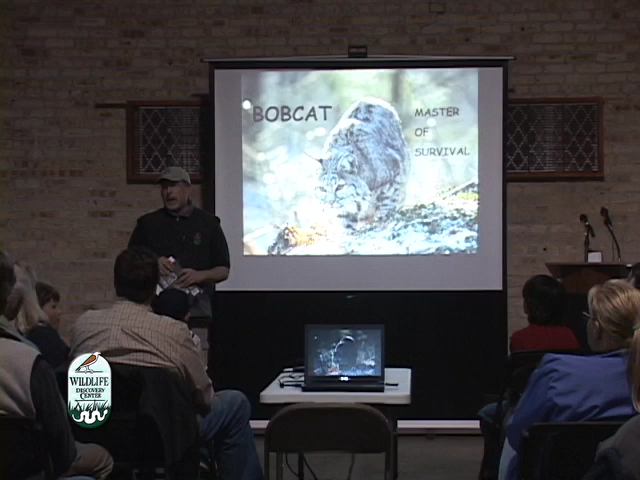 BOBCAT
MASTER
OF
SURVIVAL
WILDLIFE
DISCOVERY
CENTER